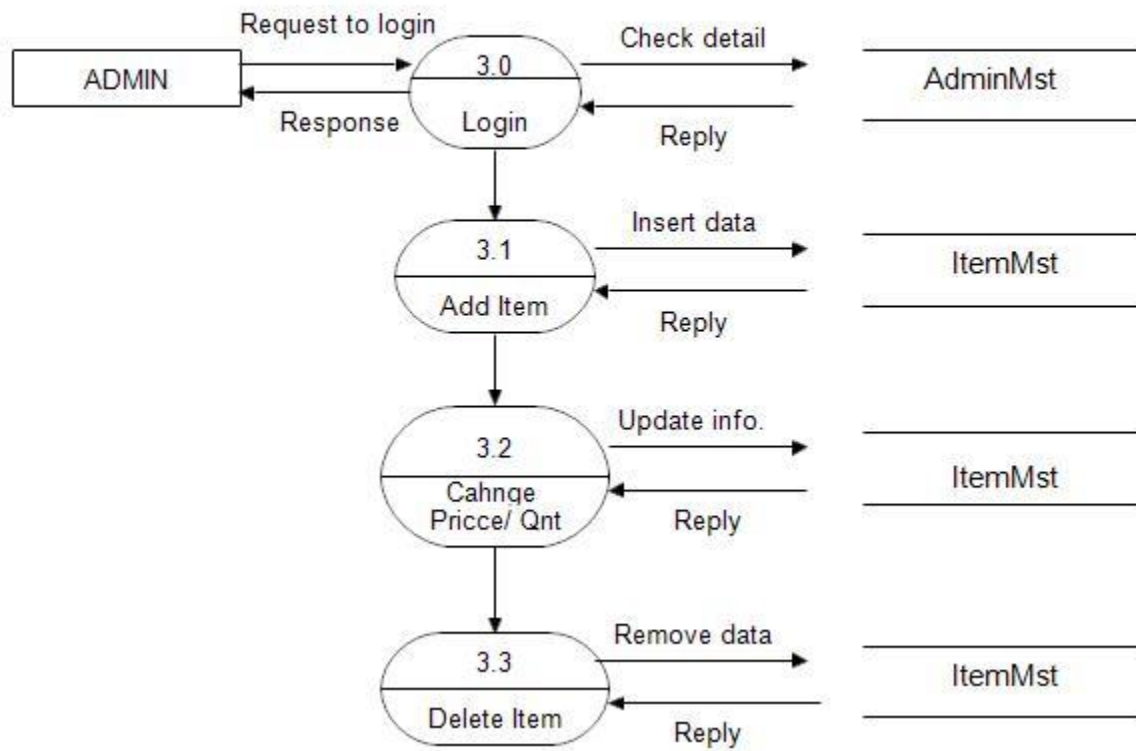 Request to login
ADMIN
Response
3.0
Login
Check detail
Reply
AdminMst
3.1
Add Item
Insert data
Reply
ItemMst
3.2
Cahnge
Pricce/ Qnt
Update info.
Reply
ItemMst
3.3
Delete Item
Remove data
Reply
ItemMst